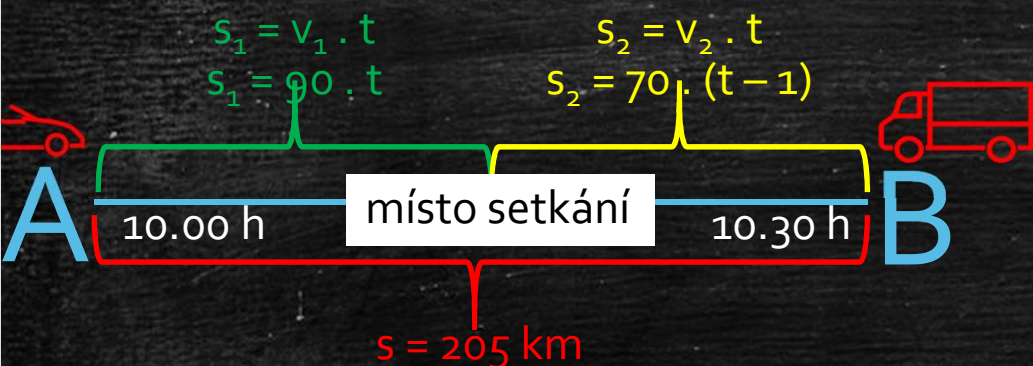 s₁ = v₁ . t
s₁ = 90 . t
s₂ = v₂ . t
s₂ = 70 . (t – 1)
A
10.00 h
místo setkání
10.30 h
B
s = 205 km